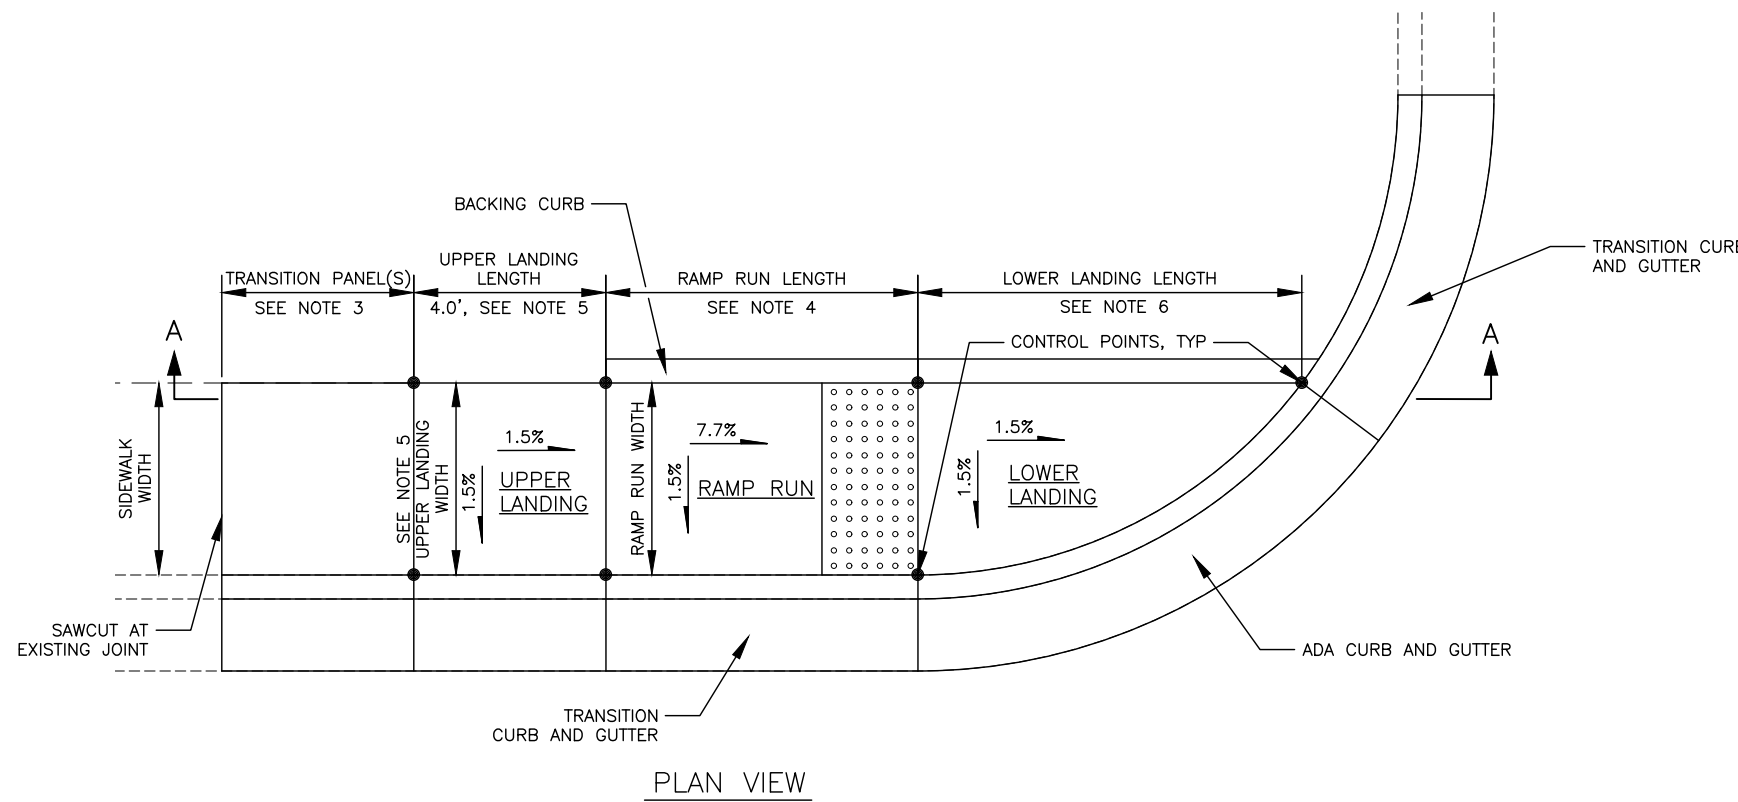 BACKING CURB
TRANSITION CURB
AND GUTTER
UPPER LANDING
LENGTH
TRANSITION PANEL(S)
RAMP RUN LENGTH
LOWER LANDING LENGTH
SEE NOTE 3
4.0', SEE NOTE 5
SEE NOTE 4
SEE NOTE 6
A
A
CONTROL POINTS, TYP
SIDEWALK
WIDTH
SEE NOTE 5
UPPER LANDING
WIDTH
1.5%
1.5%
UPPER
LANDING
RAMP RUN WIDTH
7.7%
1.5%
RAMP RUN
1.5%
1.5%
LOWER
LANDING
SAWCUT AT
EXISTING JOINT
ADA CURB AND GUTTER
TRANSITION
CURB AND GUTTER
PLAN VIEW